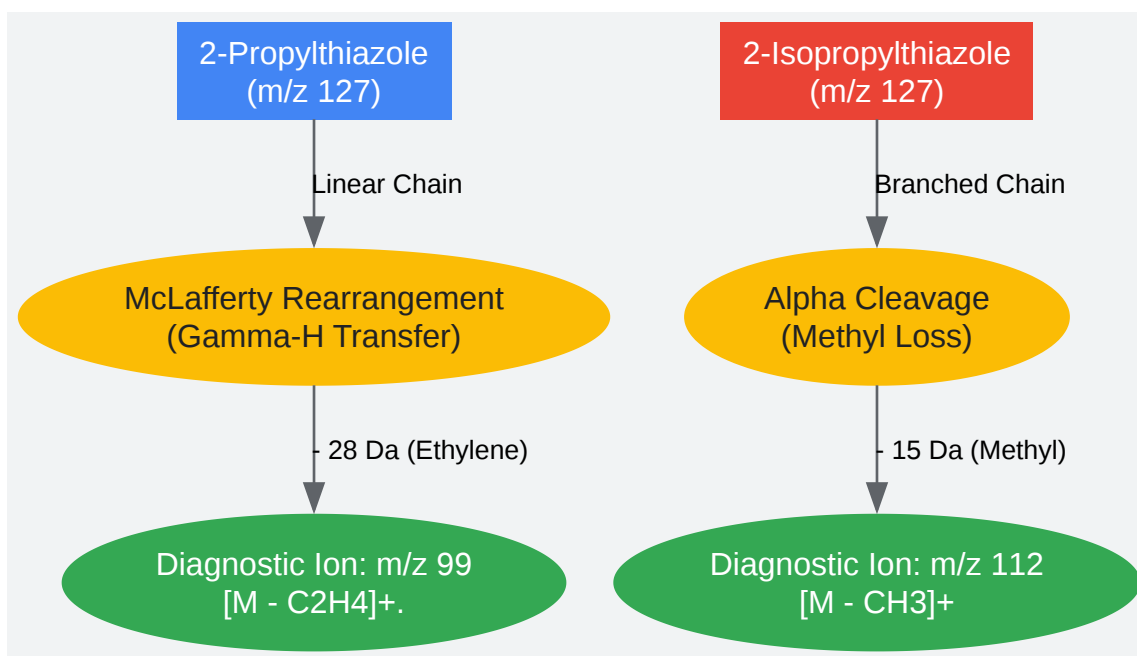 2-Propylthiazole
(m/z 127)
Linear Chain
McLafferty Rearrangement
(Gamma-H Transfer)
- 28 Da (Ethylene)
Diagnostic Ion: m/z 99
[M - C2H4]+.
2-Isopropylthiazole
(m/z 127)
Branched Chain
Alpha Cleavage
(Methyl Loss)
- 15 Da (Methyl)
Diagnostic Ion: m/z 112
[M - CH3]+